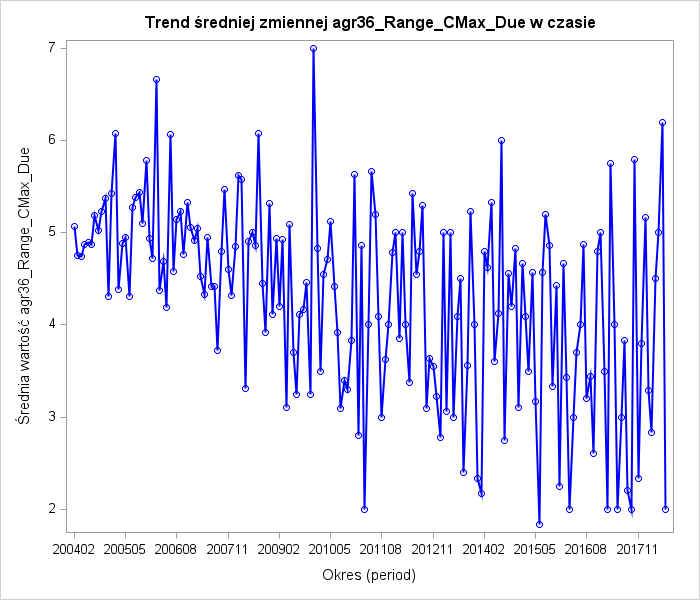 Trend średniej zmiennej agr36_Range_CMax_Due w czasie
Średnia wartość agr36_Range_CMax_Due
7
6
5
4
3
2
200402 200505 200608 200711 200902 201005 201108 201211 201402 201505 201608 201711
Okres (period)